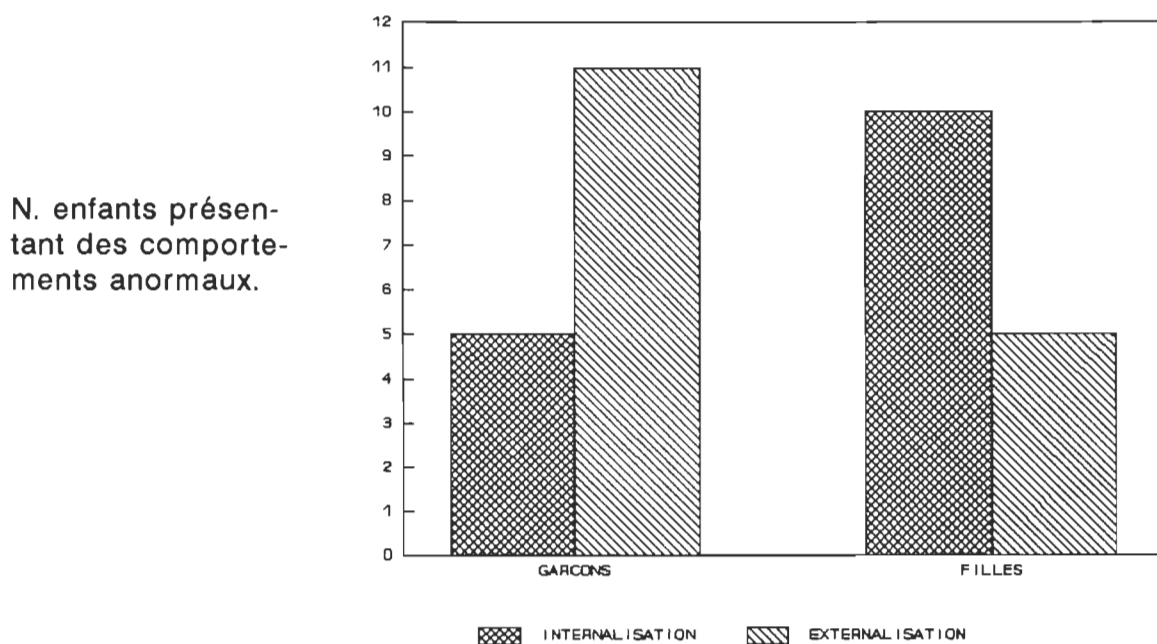 12
11
10
9
8
7
6
5
4
3
2
1
0
N. enfants présen-
tant des comporte-
ments anormaux.
GARCONS FILLES
INTERNALISATION EXTERNALISATION